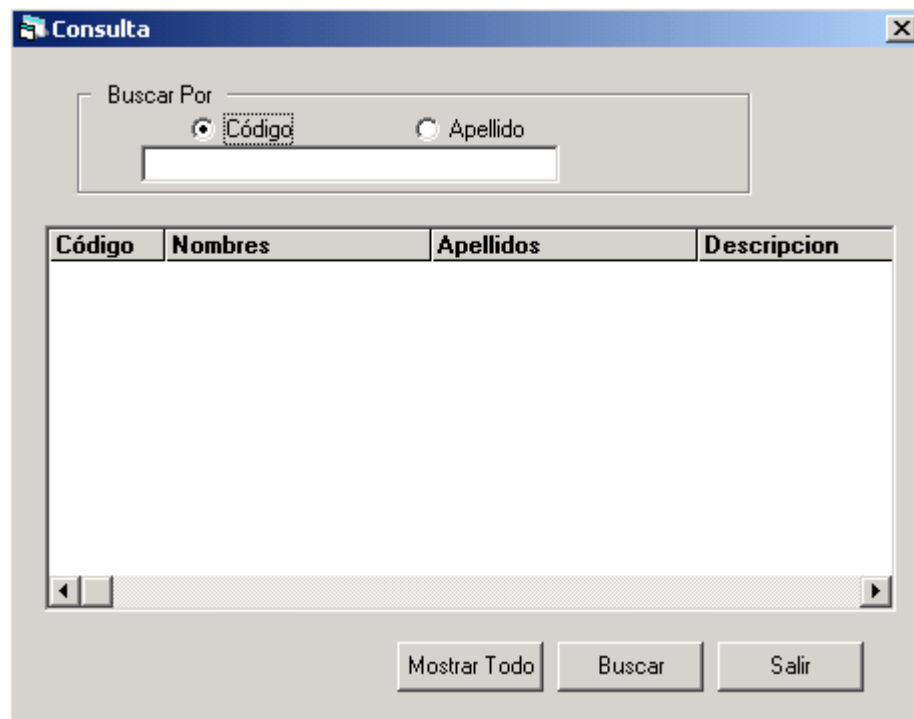 Consulta
Buscar Por
Código Apellido
Código Nombres Apellidos Descripcion
Mostrar Todo Buscar Salir